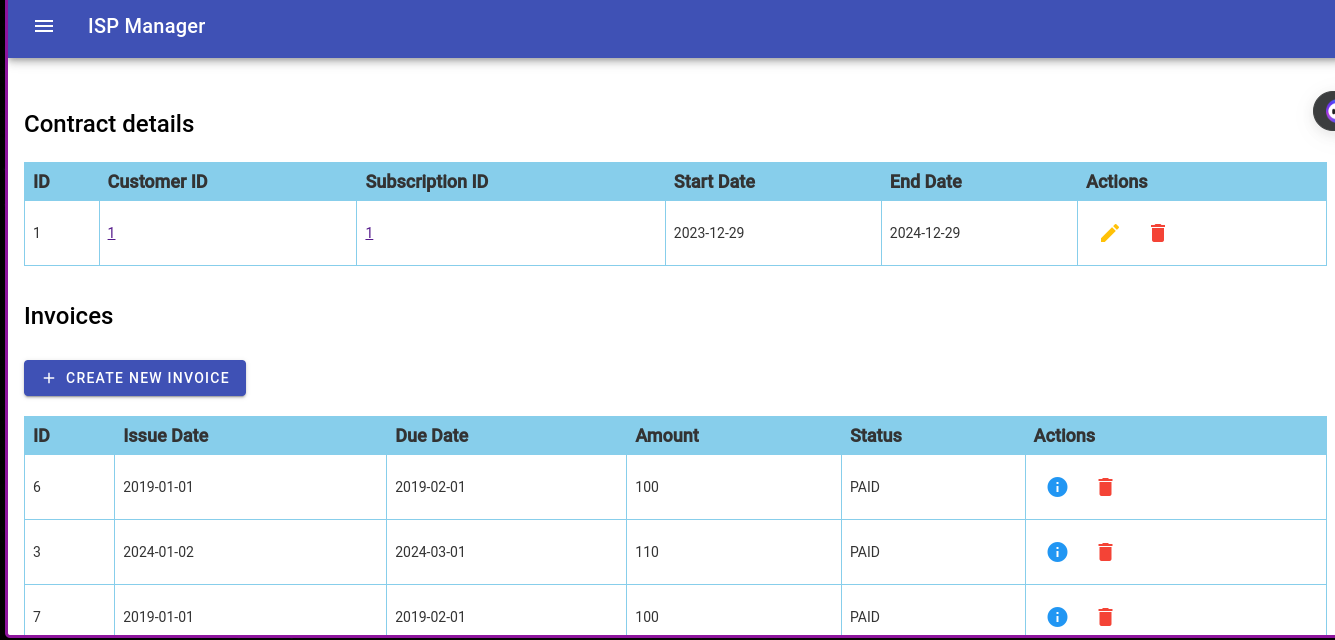 ISP Manager
Contract details
ID Customer ID Subscription ID Start Date End Date Actions
1 1 1 2023-12-29 2024-12-29
Invoices
+ CREATE NEW INVOICE
ID Issue Date Due Date Amount Status Actions
6 2019-01-01 2019-02-01 100 PAID
3 2024-01-02 2024-03-01 110 PAID
7 2019-01-01 2019-02-01 100 PAID